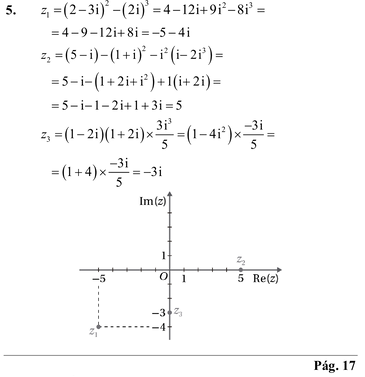 5. z₁ = (2−3i)² − (2i)³ = 4−12i+9i²−8i³ =
= 4−9−12i+8i = −5−4i
z₂ = (5−i)−(1+i)²−i²(i−2i³) =
= 5−i−(1+2i+i²)+1(i+2i) =
= 5−i−1−2i+1+3i = 5
z₃ = (1−2i)(1+2i)×3i³/5 = (1−4i²)×−3i/5 =
= (1+4)×−3i/5 = −3i
Im(z)
1
z₂
−5 O 1 5 Re(z)
−3 z₃
z₁ −4
Pág. 17